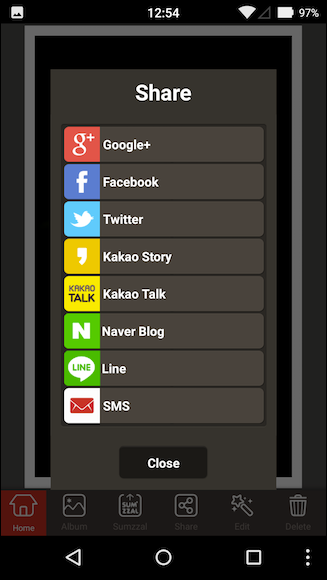 12:54
97%
Share
g+
Google+
f
Facebook
Twitter
Kakao Story
KAKAO
TALK
Kakao Talk
N
Naver Blog
LINE
Line
SMS
Close
SUM
ZZAL
Home
Album
Sumzzal
Share
Edit
Delete